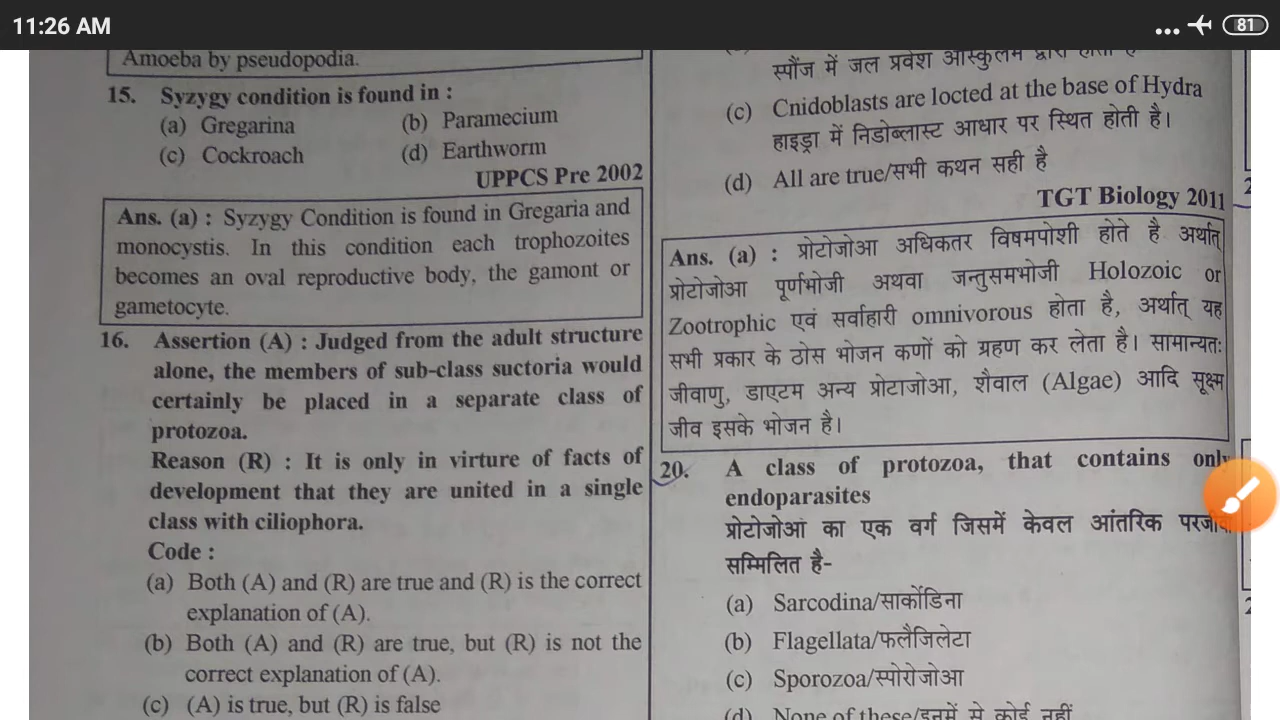 11:26 AM
81
Amoeba by pseudopodia.
15. Syzygy condition is found in :
(a) Gregarina (b) Paramecium
(c) Cockroach (d) Earthworm
UPPCS Pre 2002
Ans. (a) : Syzygy Condition is found in Gregaria and
monocystis. In this condition each trophozoites
becomes an oval reproductive body, the gamont or
gametocyte.
16. Assertion (A) : Judged from the adult structure
alone, the members of sub-class suctoria would
certainly be placed in a separate class of
protozoa.
Reason (R) : It is only in virture of facts of
development that they are united in a single
class with ciliophora.
Code :
(a) Both (A) and (R) are true and (R) is the correct
explanation of (A).
(b) Both (A) and (R) are true, but (R) is not the
correct explanation of (A).
(c) (A) is true, but (R) is false
स्पौंज में जल प्रवेश ऑस्कुलम द्वारा होता है
(c) Cnidoblasts are locted at the base of Hydra
हाइड्रा में निडोब्लास्ट आधार पर स्थित होती है।
(d) All are true/सभी कथन सही है
TGT Biology 2011
Ans. (a) : प्रोटोजोआ अधिकतर विषमपोशी होते है अर्थात्
प्रोटोजोआ पूर्णभोजी अथवा जन्तुसमभोजी Holozoic or
Zootrophic एवं सर्वाहारी omnivorous होता है, अर्थात् यह
सभी प्रकार के ठोस भोजन कणों को ग्रहण कर लेता है। सामान्यतः
जीवाणु, डाएटम अन्य प्रोटाजोआ, शैवाल (Algae) आदि सूक्ष्म
जीव इसके भोजन है।
20. A class of protozoa, that contains only
endoparasites
प्रोटोजोआं का एक वर्ग जिसमें केवल आंतरिक
सम्मिलित है-
(a) Sarcodina/सार्कोडिना
(b) Flagellata/फ्लैजिलेटा
(c) Sporozoa/स्पोरोजोआ
(d) None of these/इनमें से कोई नहीं